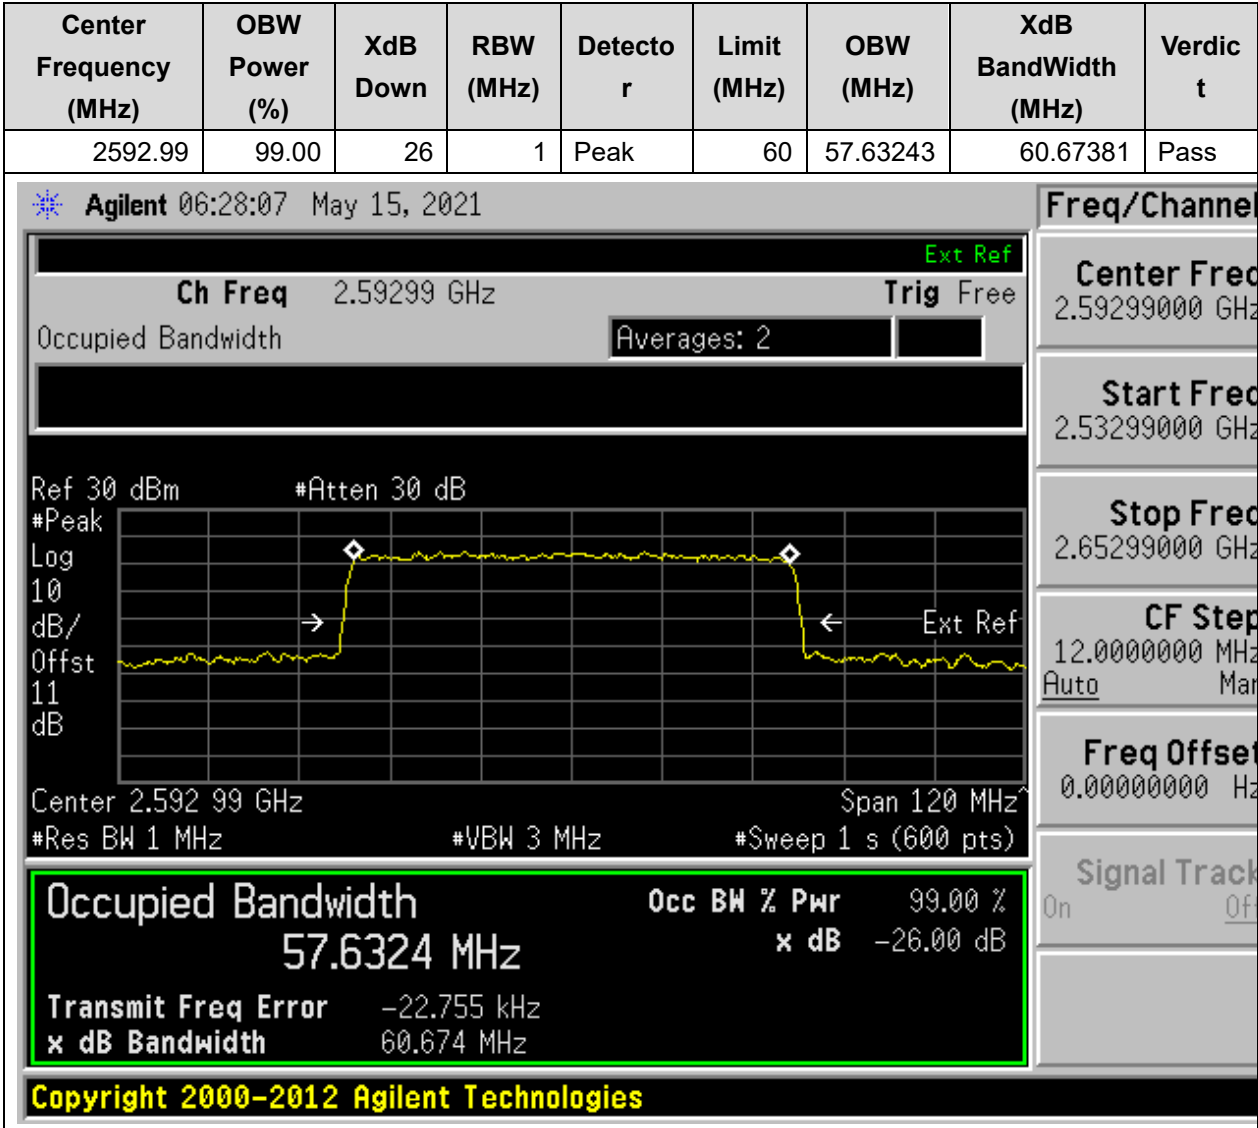 Center Frequency (MHz) OBW Power (%) XdB Down RBW (MHz) Detector Limit (MHz) OBW (MHz) XdB BandWidth (MHz) Verdict
2592.99 99.00 26 1 Peak 60 57.63243 60.67381 Pass
Agilent 06:28:07 May 15, 2021
Freq/Channel
Ext Ref
Ch Freq 2.59299 GHz Trig Free
Occupied Bandwidth Averages: 2
Center Freq
2.59299000 GHz
Start Freq
2.53299000 GHz
Stop Freq
2.65299000 GHz
CF Step
12.0000000 MHz
Auto Man
Freq Offset
0.00000000 Hz
Signal Track
On Off
Ref 30 dBm #Atten 30 dB
#Peak
Log
10
dB/
Offst
11
dB
Ext Ref
Center 2.592 99 GHz Span 120 MHz^
#Res BW 1 MHz #VBW 3 MHz #Sweep 1 s (600 pts)
Occupied Bandwidth Occ BW % Pwr 99.00 %
57.6324 MHz x dB -26.00 dB
Transmit Freq Error -22.755 kHz
x dB Bandwidth 60.674 MHz
Copyright 2000-2012 Agilent Technologies